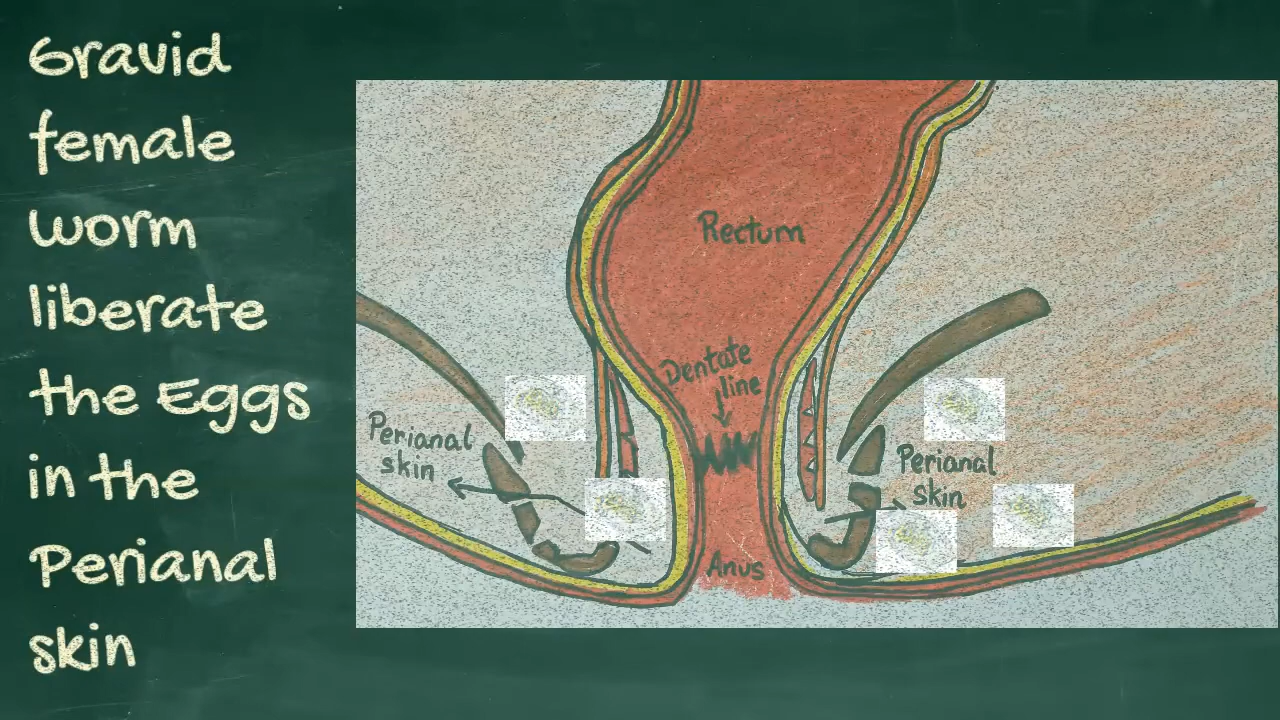 Gravid
female
worm
liberate
the Eggs
in the
Perianal
skin
Rectum
Dentate
line
Perianal
skin
Perianal
skin
Anus